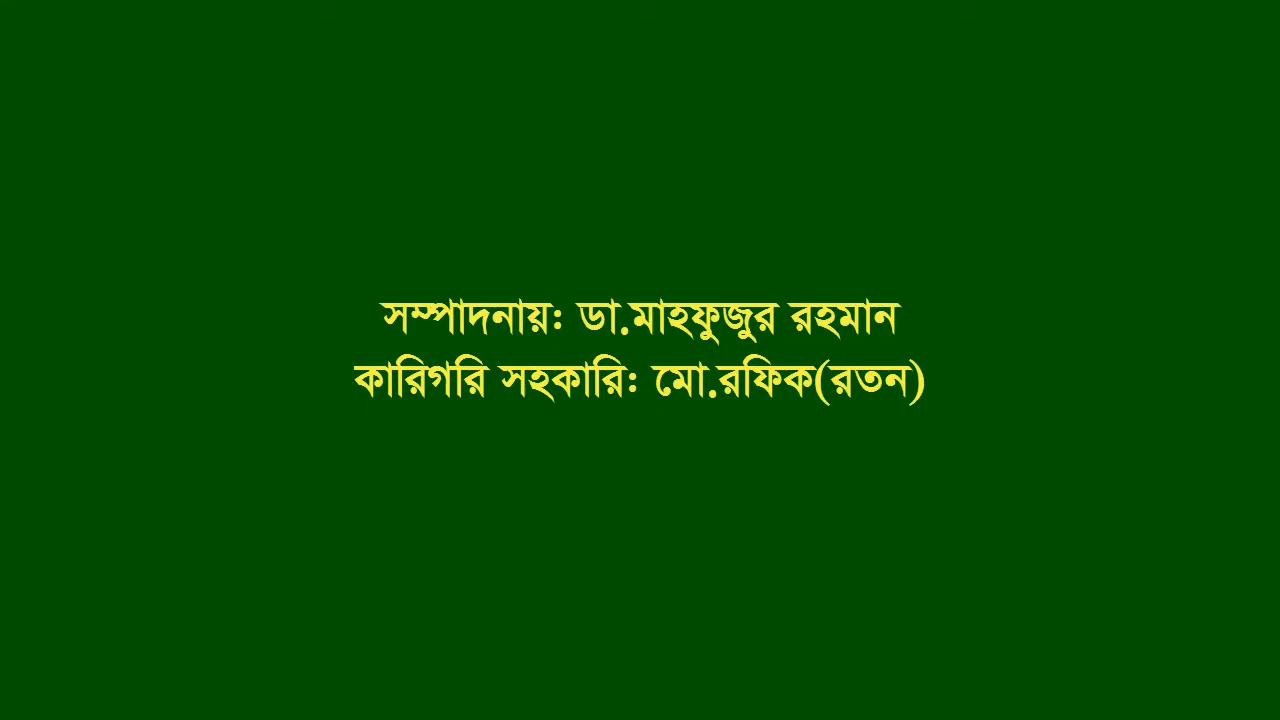 সম্পাদনায়: ডা.মাহফুজুর রহমান
কারিগরি সহকারি: মো.রফিক(রতন)